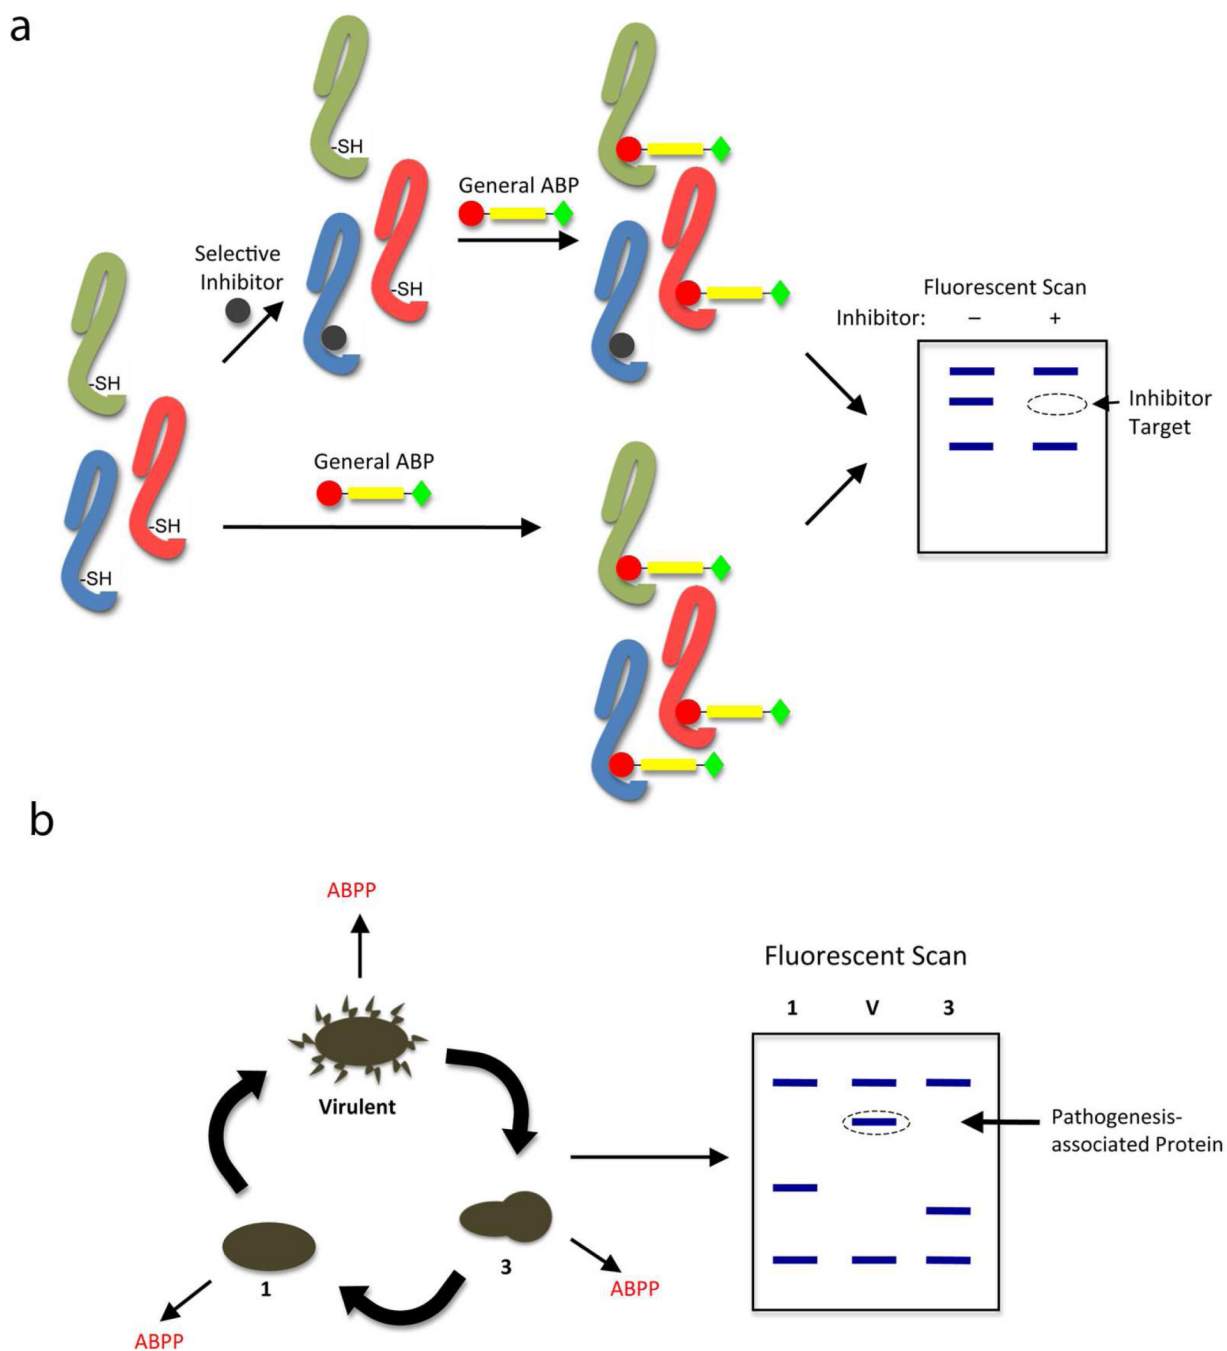 a
-SH
General ABP
Selective
Inhibitor
-SH
Fluorescent Scan
Inhibitor: – +
-SH
Inhibitor
Target
General ABP
-SH
-SH
b
ABPP
Fluorescent Scan
1 V 3
Virulent
Pathogenesis-
associated Protein
3
1
ABPP
ABPP